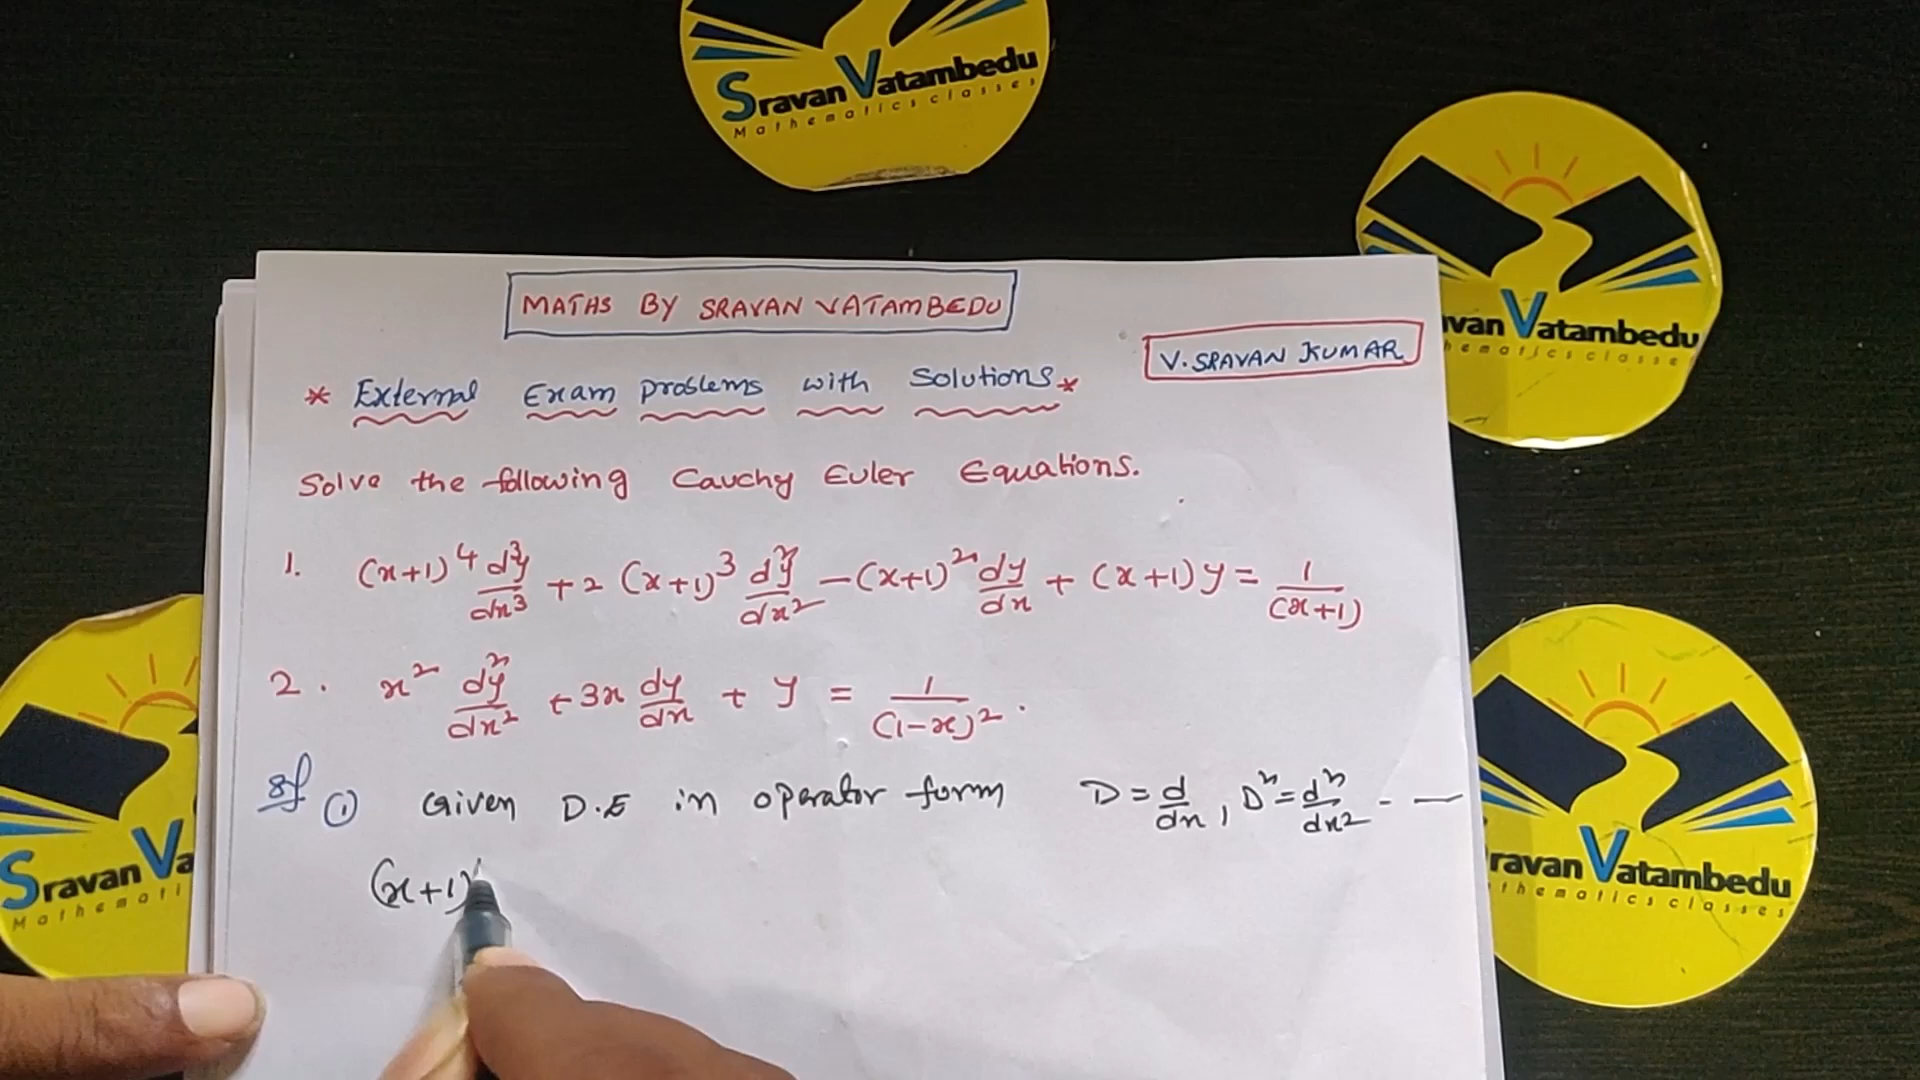 Sravan Vatambedu
Mathematics classes
van Vatambedu
hematics classe
MATHS BY SRAVAN VATAMBEDU
V. SRAVAN KUMAR
* External Exam problems with Solutions *
Solve the following Cauchy Euler Equations.
1. (x+1)⁴ d³y/dx³ + 2 (x+1)³ d²y/dx² - (x+1)² dy/dx + (x+1) y = 1/(x+1)
2. x² d²y/dx² + 3x dy/dx + y = 1/(1-x)² .
Sol ① Given D.E in operator form D = d/dx , D² = d²/dx² - —
(x+1)
Sravan Va
Mathemati
ravan Vatambedu
thematics classes